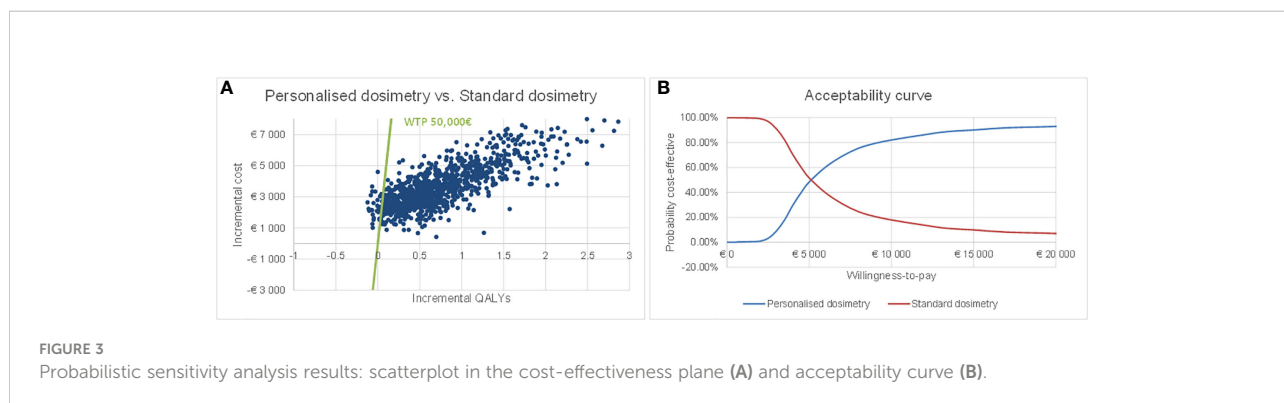 A
Personalised dosimetry vs. Standard dosimetry
WTP 50,000€
€ 7 000
€ 5 000
€ 3 000
€ 1 000
-€ 1 000
-€ 3 000
Incremental cost
-1 -0.5 0 0.5 1 1.5 2 2.5 3
Incremental QALYs
B
Acceptability curve
100.00%
80.00%
60.00%
40.00%
20.00%
0.00%
-20.00%
Probability cost-effective
€ 0 € 5 000 € 10 000 € 15 000 € 20 000
Willingness-to-pay
Personalised dosimetry Standard dosimetry
FIGURE 3
Probabilistic sensitivity analysis results: scatterplot in the cost-effectiveness plane (A) and acceptability curve (B).